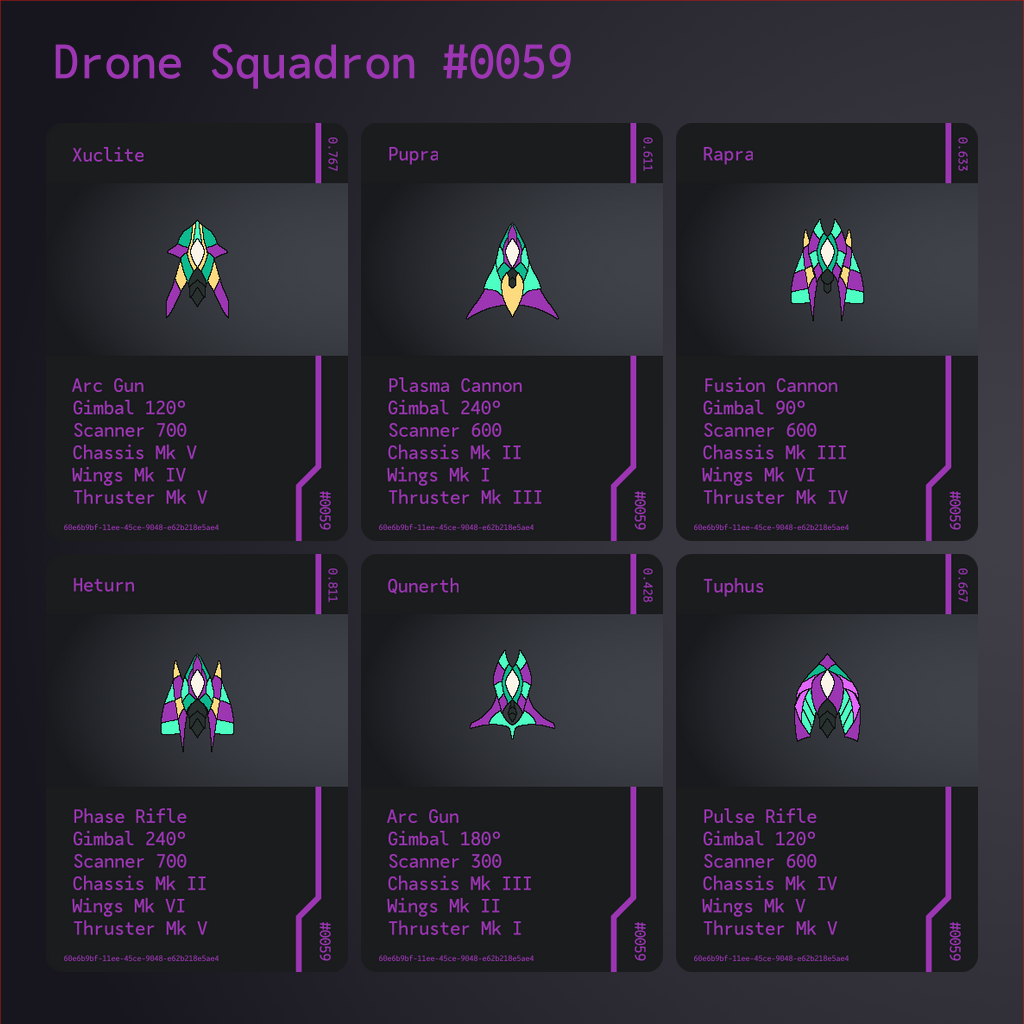 Drone Squadron #0059
Xuclite
0.767
Arc Gun
Gimbal 120º
Scanner 700
Chassis Mk V
Wings Mk IV
Thruster Mk V
#0059
60e6b9bf-11ee-45ce-9048-e62b218e5ae4
Pupra
0.611
Plasma Cannon
Gimbal 240º
Scanner 600
Chassis Mk II
Wings Mk I
Thruster Mk III
#0059
60e6b9bf-11ee-45ce-9048-e62b218e5ae4
Rapra
0.633
Fusion Cannon
Gimbal 90º
Scanner 600
Chassis Mk III
Wings Mk VI
Thruster Mk IV
#0059
60e6b9bf-11ee-45ce-9048-e62b218e5ae4
Heturn
0.811
Phase Rifle
Gimbal 240º
Scanner 700
Chassis Mk II
Wings Mk VI
Thruster Mk V
#0059
60e6b9bf-11ee-45ce-9048-e62b218e5ae4
Qunerth
0.428
Arc Gun
Gimbal 180º
Scanner 300
Chassis Mk III
Wings Mk II
Thruster Mk I
#0059
60e6b9bf-11ee-45ce-9048-e62b218e5ae4
Tuphus
0.667
Pulse Rifle
Gimbal 120º
Scanner 600
Chassis Mk IV
Wings Mk V
Thruster Mk V
#0059
60e6b9bf-11ee-45ce-9048-e62b218e5ae4